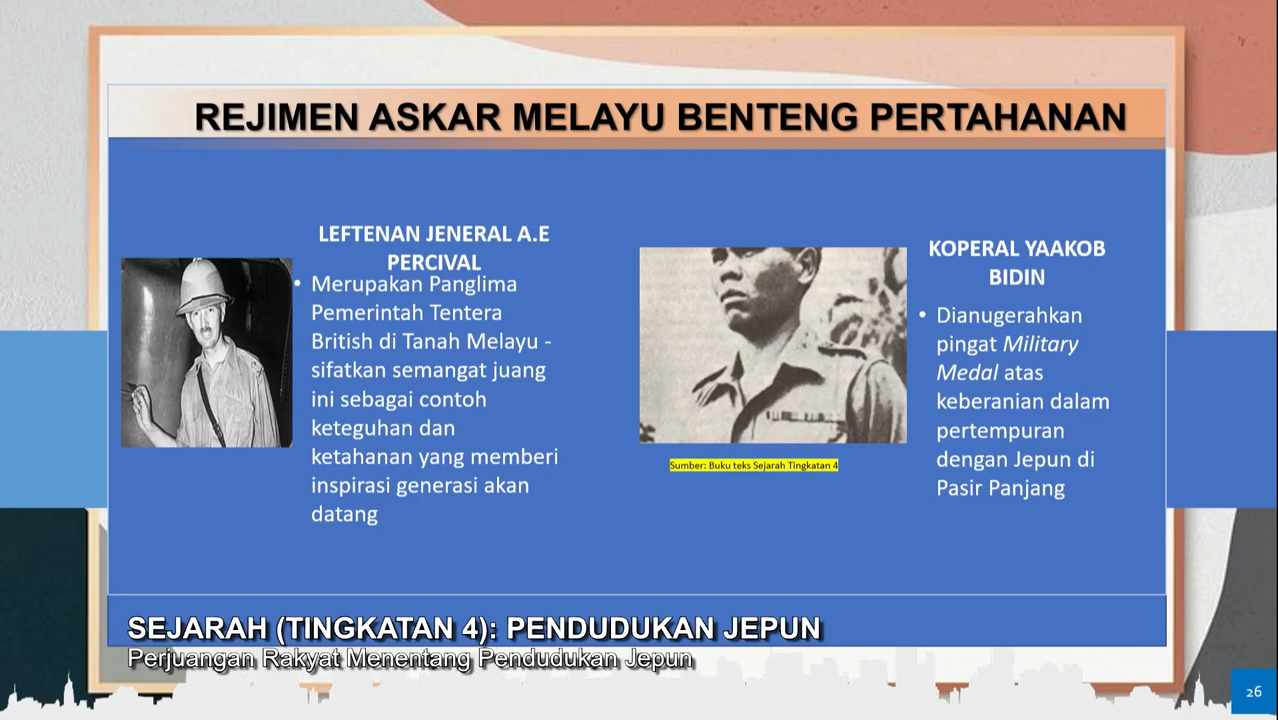 REJIMEN ASKAR MELAYU BENTENG PERTAHANAN
LEFTENAN JENERAL A.E
PERCIVAL
• Merupakan Panglima
Pemerintah Tentera
British di Tanah Melayu -
sifatkan semangat juang
ini sebagai contoh
keteguhan dan
ketahanan yang memberi
inspirasi generasi akan
datang
Sumber: Buku teks Sejarah Tingkatan 4
KOPERAL YAAKOB
BIDIN
• Dianugerahkan
pingat Military
Medal atas
keberanian dalam
pertempuran
dengan Jepun di
Pasir Panjang
SEJARAH (TINGKATAN 4): PENDUDUKAN JEPUN
Perjuangan Rakyat Menentang Pendudukan Jepun
26